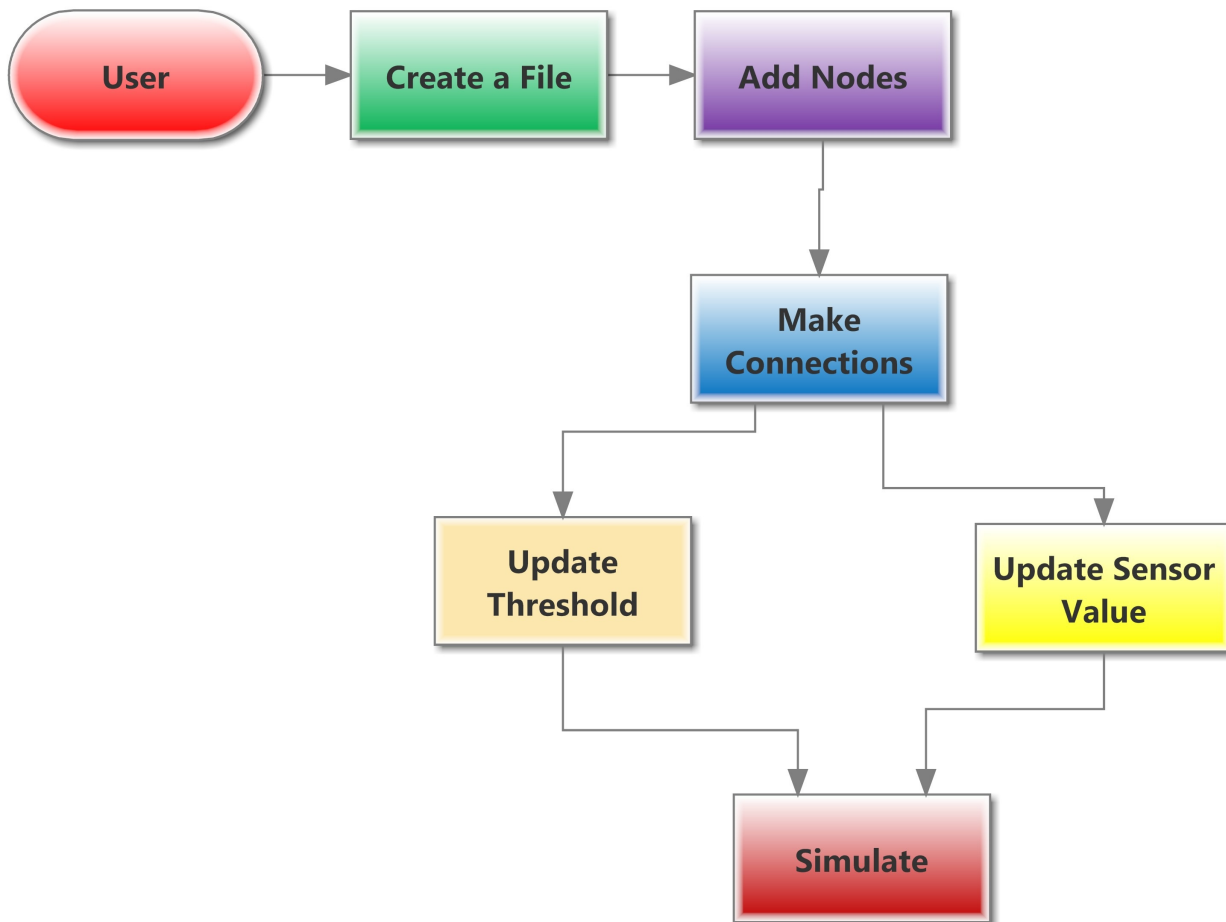 User
Create a File
Add Nodes
Make
Connections
Update
Threshold
Update Sensor
Value
Simulate